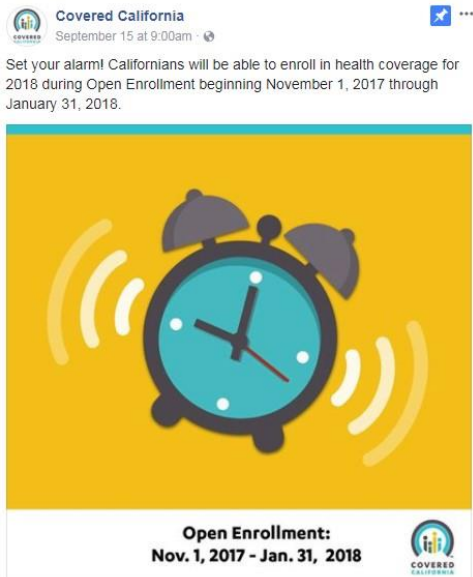 Covered California
September 15 at 9:00am ·
Set your alarm! Californians will be able to enroll in health coverage for
2018 during Open Enrollment beginning November 1, 2017 through
January 31, 2018.
Open Enrollment:
Nov. 1, 2017 - Jan. 31, 2018
COVERED
CALIFORNIA
COVERED
CALIFORNIA